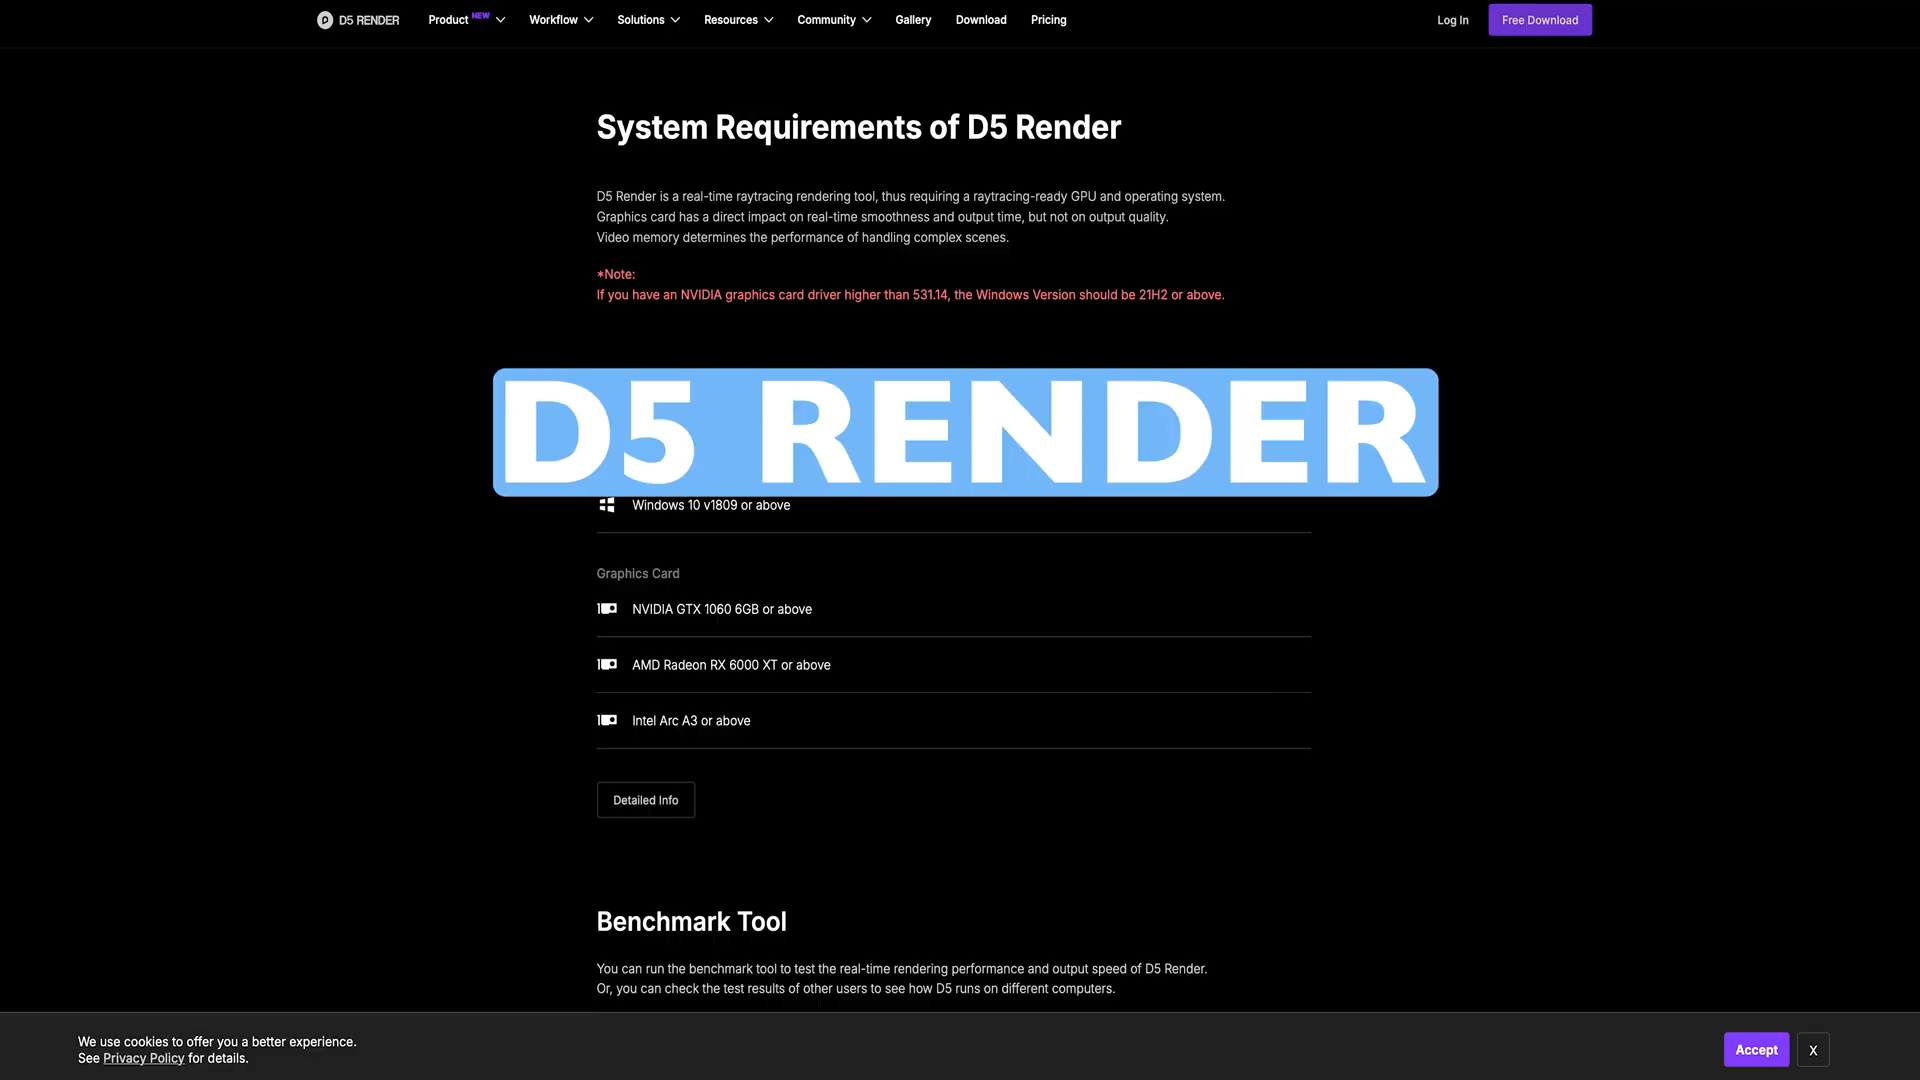 D5 RENDER
Product NEW
Workflow
Solutions
Resources
Community
Gallery
Download
Pricing
Log In
Free Download
System Requirements of D5 Render
D5 Render is a real-time raytracing rendering tool, thus requiring a raytracing-ready GPU and operating system.
Graphics card has a direct impact on real-time smoothness and output time, but not on output quality.
Video memory determines the performance of handling complex scenes.
*Note:
If you have an NVIDIA graphics card driver higher than 531.14, the Windows Version should be 21H2 or above.
D5 RENDER
Windows 10 v1809 or above
Graphics Card
NVIDIA GTX 1060 6GB or above
AMD Radeon RX 6000 XT or above
Intel Arc A3 or above
Detailed Info
Benchmark Tool
You can run the benchmark tool to test the real-time rendering performance and output speed of D5 Render.
Or, you can check the test results of other users to see how D5 runs on different computers.
We use cookies to offer you a better experience.
See Privacy Policy for details.
Accept
X